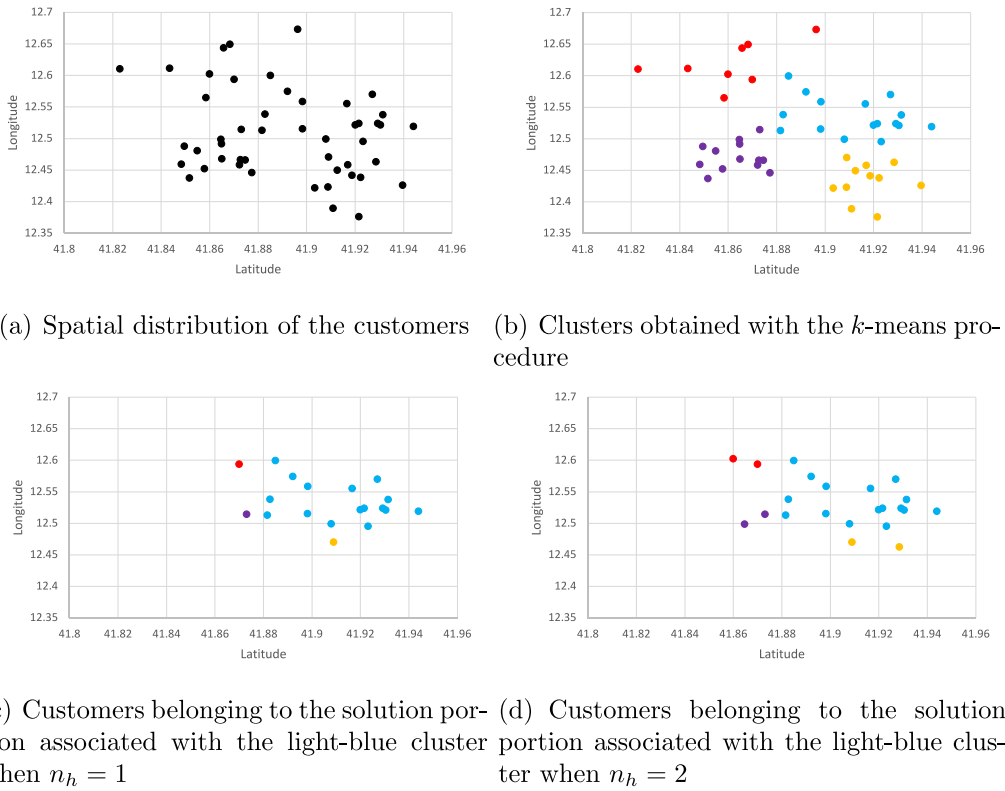 12.7
12.65
12.6
12.55
12.5
12.45
12.4
12.35
Longitude
41.8 41.82 41.84 41.86 41.88 41.9 41.92 41.94 41.96
Latitude
12.7
12.65
12.6
12.55
12.5
12.45
12.4
12.35
Longitude
41.8 41.82 41.84 41.86 41.88 41.9 41.92 41.94 41.96
Latitude
(a) Spatial distribution of the customers
(b) Clusters obtained with the k-means pro-
cedure
12.7
12.65
12.6
12.55
12.5
12.45
12.4
12.35
Longitude
41.8 41.82 41.84 41.86 41.88 41.9 41.92 41.94 41.96
Latitude
12.7
12.65
12.6
12.55
12.5
12.45
12.4
12.35
Longitude
41.8 41.82 41.84 41.86 41.88 41.9 41.92 41.94 41.96
Latitude
) Customers belonging to the solution por-
on associated with the light-blue cluster
hen n_h = 1
(d) Customers belonging to the solution
portion associated with the light-blue clus-
ter when n_h = 2